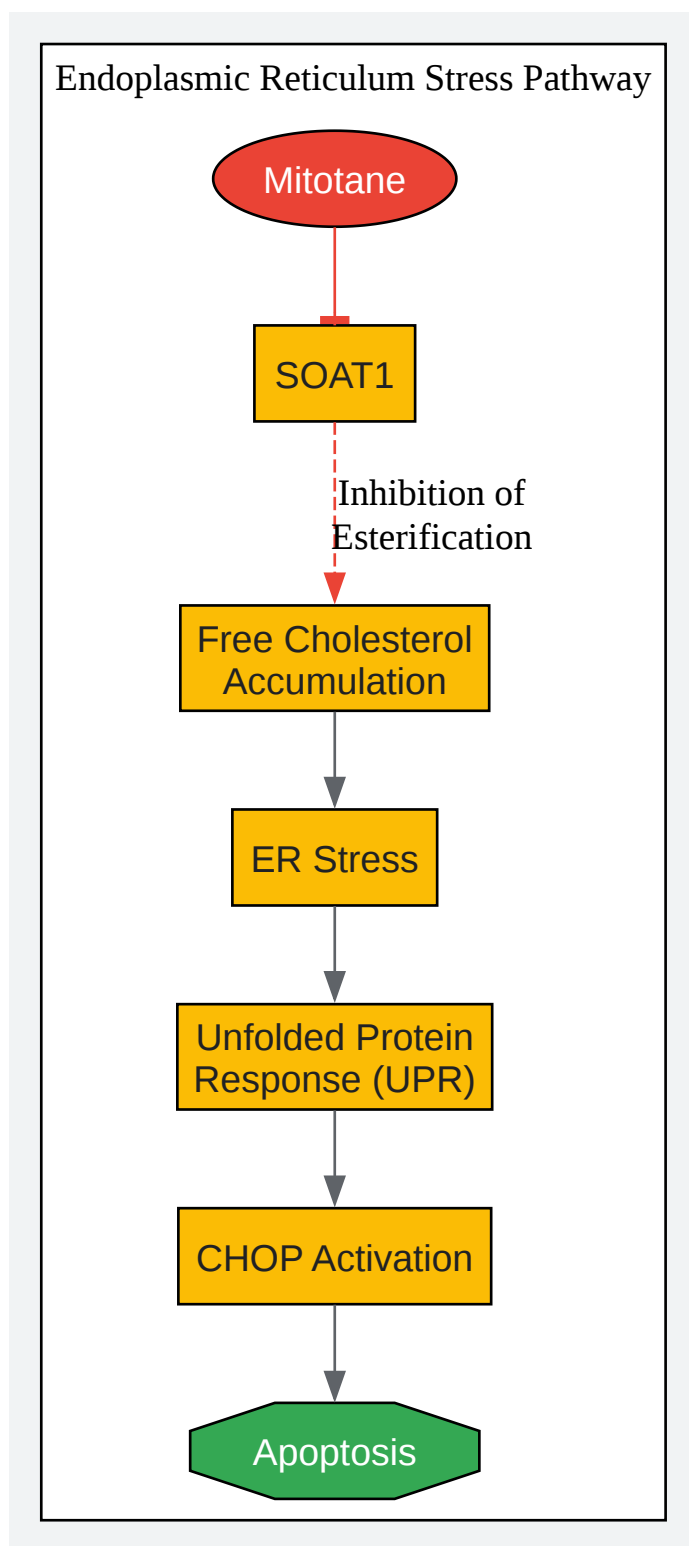 Endoplasmic Reticulum Stress Pathway
Mitotane
SOAT1
Inhibition of
Esterification
Free Cholesterol
Accumulation
ER Stress
Unfolded Protein
Response (UPR)
CHOP Activation
Apoptosis